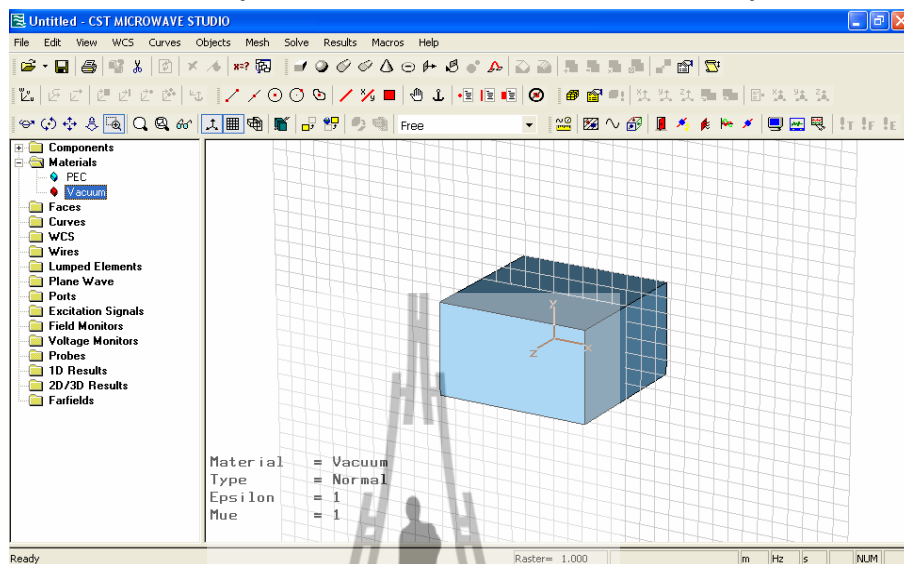 Untitled - CST MICROWAVE STUDIO
File Edit View WCS Curves Objects Mesh Solve Results Macros Help
Free
Components
Materials
PEC
Vacuum
Faces
Curves
WCS
Wires
Lumped Elements
Plane Wave
Ports
Excitation Signals
Field Monitors
Voltage Monitors
Probes
1D Results
2D/3D Results
Farfields
Y
Z
X
Material = Vacuum
Type = Normal
Epsilon = 1
Mue = 1
Ready Raster= 1.000 m Hz s NUM